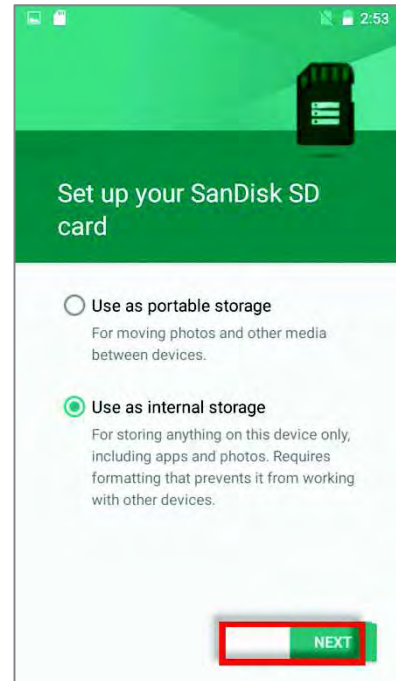 2:53
Set up your SanDisk SD
card
Use as portable storage
For moving photos and other media
between devices.
Use as internal storage
For storing anything on this device only,
including apps and photos. Requires
formatting that prevents it from working
with other devices.
NEXT